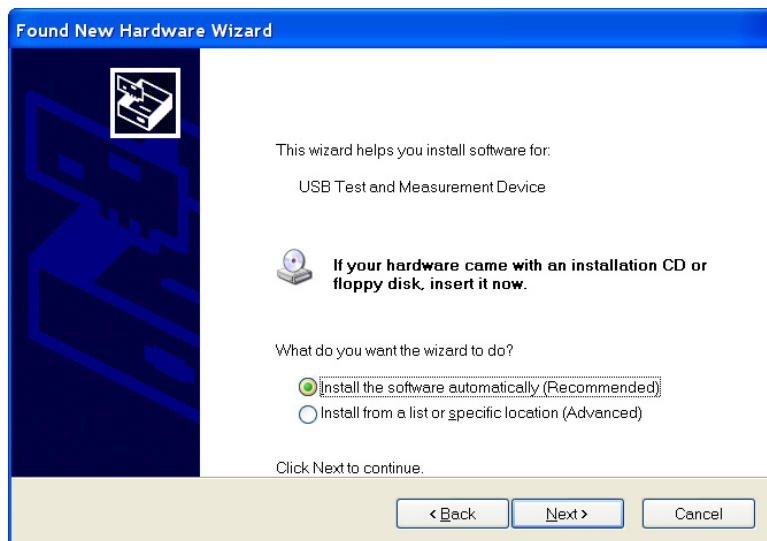 Found New Hardware Wizard
This wizard helps you install software for:
USB Test and Measurement Device
If your hardware came with an installation CD or
floppy disk, insert it now.
What do you want the wizard to do?
Install the software automatically (Recommended)
Install from a list or specific location (Advanced)
Click Next to continue.
< Back
Next >
Cancel